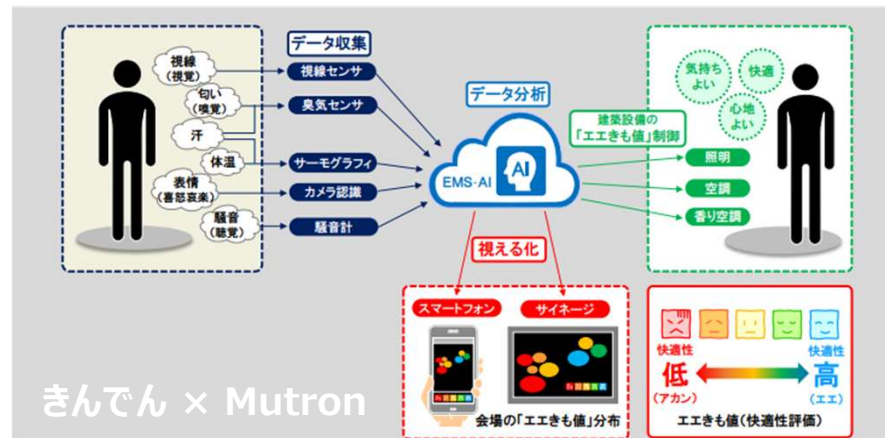 データ収集
視線
(視覚)
視線センサ
匂い
(嗅覚)
臭気センサ
汗
体温
サーモグラフィ
表情
(喜怒哀楽)
カメラ認識
騒音
(聴覚)
騒音計
データ分析
EMS-AI
AI
建築設備の
「エエきも値」制御
気持ち
よい
快適
心地
よい
照明
空調
香り空調
視える化
スマートフォン
サイネージ
会場の「エエきも値」分布
快適性
低
(アカン)
快適性
高
(エエ)
エエきも値(快適性評価)
きんでん × Mutron